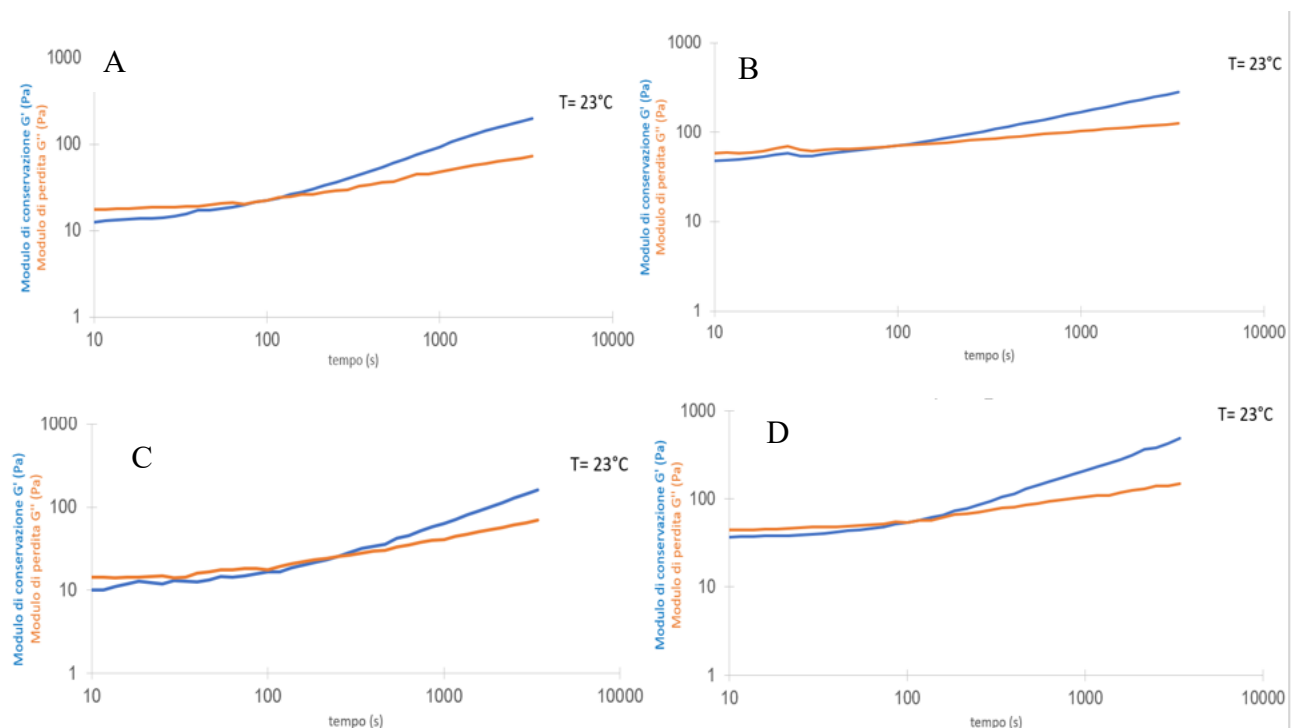 A
1000
100
10
1
Modulo di conservazione G' (Pa)
Modulo di perdita G'' (Pa)
T= 23°C
10 100 1000 10000
tempo (s)
B
1000
100
10
1
Modulo di conservazione G' (Pa)
Modulo di perdita G'' (Pa)
T= 23°C
10 100 1000 10000
tempo (s)
C
1000
100
10
1
Modulo di conservazione G' (Pa)
Modulo di perdita G'' (Pa)
T= 23°C
10 100 1000 10000
tempo (s)
D
1000
100
10
1
Modulo di conservazione G' (Pa)
Modulo di perdita G'' (Pa)
T= 23°C
10 100 1000 10000
tempo (s)